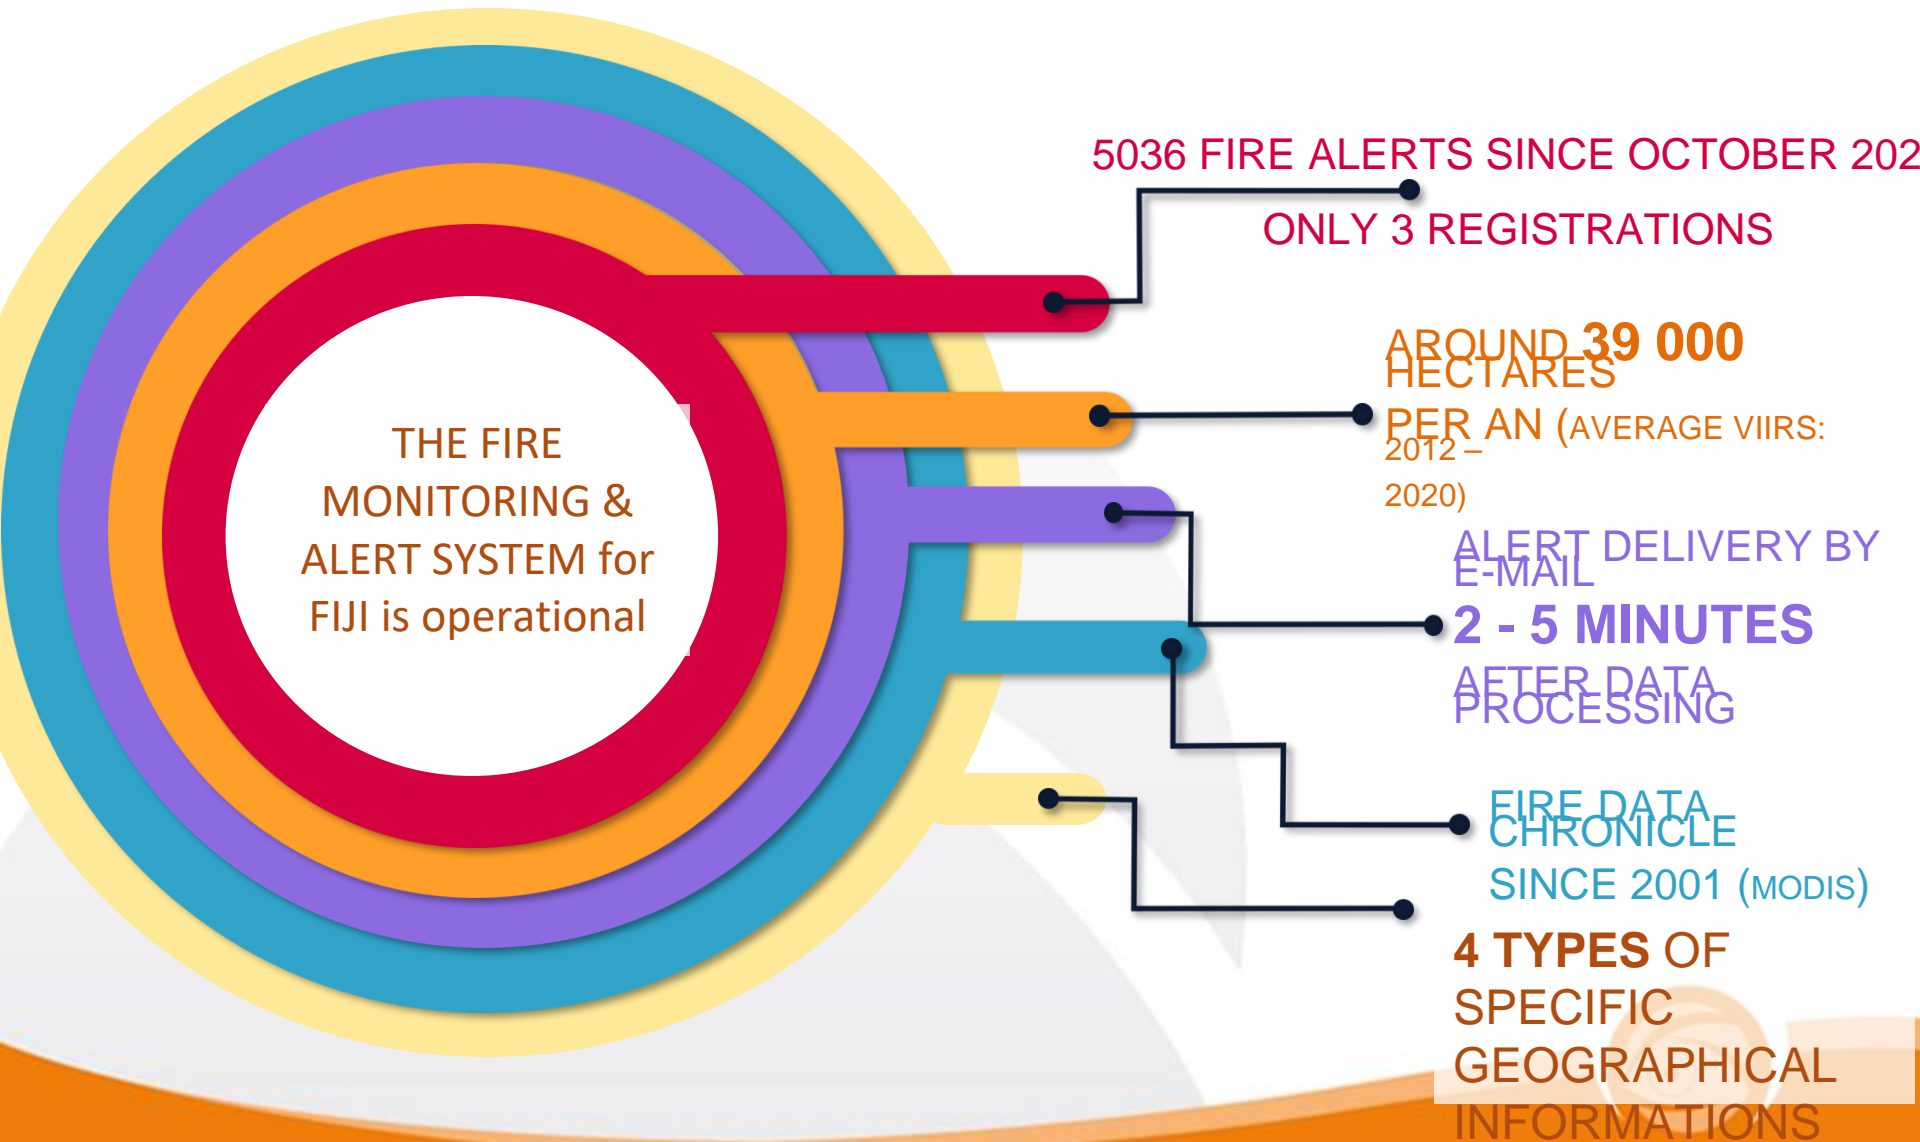 5036 FIRE ALERTS SINCE OCTOBER 202
ONLY 3 REGISTRATIONS
AROUND 39 000
HECTARES
PER AN (AVERAGE VIIRS:
2012 –
2020)
THE FIRE
MONITORING &
ALERT SYSTEM for
FIJI is operational
ALERT DELIVERY BY
E-MAIL
2 - 5 MINUTES
AFTER DATA
PROCESSING
FIRE DATA
CHRONICLE
SINCE 2001 (MODIS)
4 TYPES OF
SPECIFIC
GEOGRAPHICAL
INFORMATIONS